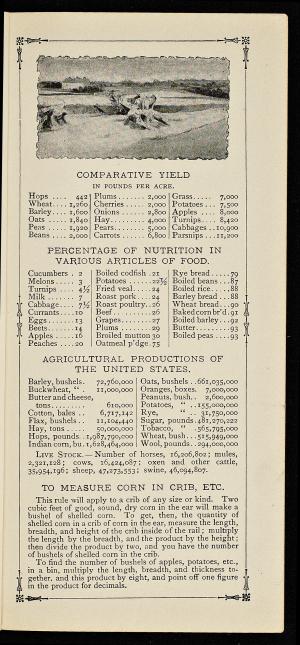 COMPARATIVE YIELD
IN POUNDS PER ACRE.
Hops .... 442 Plums ....... 2,000 Grass ..... 7,000
Wheat .... 1,260 Cherries .... 2,000 Potatoes ... 7,500
Barley .... 1,600 Onions ..... 2,800 Apples .... 8,000
Oats ..... 1,840 Hay ........ 4,000 Turnips .... 8,420
Peas ..... 1,920 Pears ....... 5,000 Cabbages .. 10,900
Beans .... 2,000 Carrots ..... 6,800 Parsnips ... 11,200
PERCENTAGE OF NUTRITION IN
VARIOUS ARTICLES OF FOOD.
Cucumbers . 2 Boiled codfish . 21 Rye bread ..... 79
Melons .... 3 Potatoes ..... 22½ Boiled beans ... 87
Turnips ... 4½ Fried veal .... 24 Boiled rice .... 88
Milk ..... 7 Roast pork ... 24 Barley bread ... 88
Cabbage .... 7½ Roast poultry .. 26 Wheat bread .... 90
Currants .... 10 Beef ....... 26 Baked corn br'd . 91
Eggs ...... 13 Grapes ...... 27 Boiled barley ... 92
Beets ...... 14 Plums ....... 29 Butter ....... 93
Apples ..... 16 Broiled mutton 30 Boiled peas .... 93
Peaches .... 20 Oatmeal p'dge . 75
AGRICULTURAL PRODUCTIONS OF
THE UNITED STATES.
Barley, bushels. 72,760,000 Oats, bushels .. 661,035,000
Buckwheat, " . 11,000,000 Oranges, boxes. 7,000,000
Butter and cheese, Peanuts, bush.. 2,600,000
tons ......... 610,000 Potatoes, " .. 155,000,000
Cotton, bales .. 6,717,142 Rye, " .. 31,750,000
Flax, bushels .. 11,104,440 Sugar, pounds. 481,270,222
Hay, tons ..... 50,000,000 Tobacco, " . 565,795,000
Hops, pounds . 1,987,790,000 Wheat, bush ... 515,949,000
Indian corn, bu. 1,628,464,000 Wool, pounds.. 294,000,000
LIVE STOCK.—Number of horses, 16,206,802; mules,
2,321,128; cows, 16,424,087; oxen and other cattle,
35,954,196; sheep, 47,273,553; swine, 46,094,807.
TO MEASURE CORN IN CRIB, ETC.
This rule will apply to a crib of any size or kind. Two
cubic feet of good, sound, dry corn in the ear will make a
bushel of shelled corn. To get, then, the quantity of
shelled corn in a crib of corn in the ear, measure the length,
breadth, and height of the crib inside of the rail; multiply
the length by the breadth, and the product by the height;
then divide the product by two, and you have the number
of bushels of shelled corn in the crib.
To find the number of bushels of apples, potatoes, etc.,
in a bin, multiply the length, breadth, and thickness to-
gether, and this product by eight, and point off one figure
in the product for decimals.